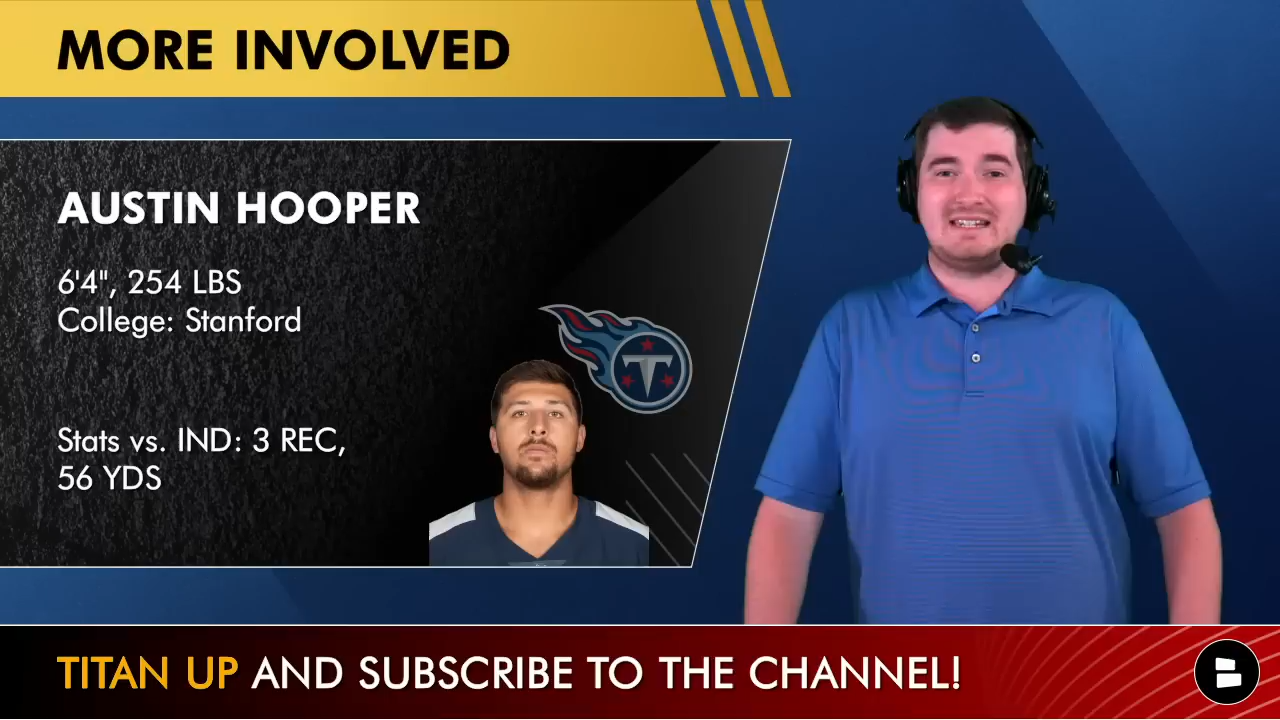 MORE INVOLVED
AUSTIN HOOPER
6'4", 254 LBS
College: Stanford
Stats vs. IND: 3 REC,
56 YDS
TITAN UP AND SUBSCRIBE TO THE CHANNEL!